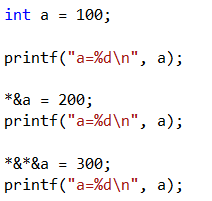 int a = 100;
printf("a=%d\n", a);
*&a = 200;
printf("a=%d\n", a);
*&*&a = 300;
printf("a=%d\n", a);